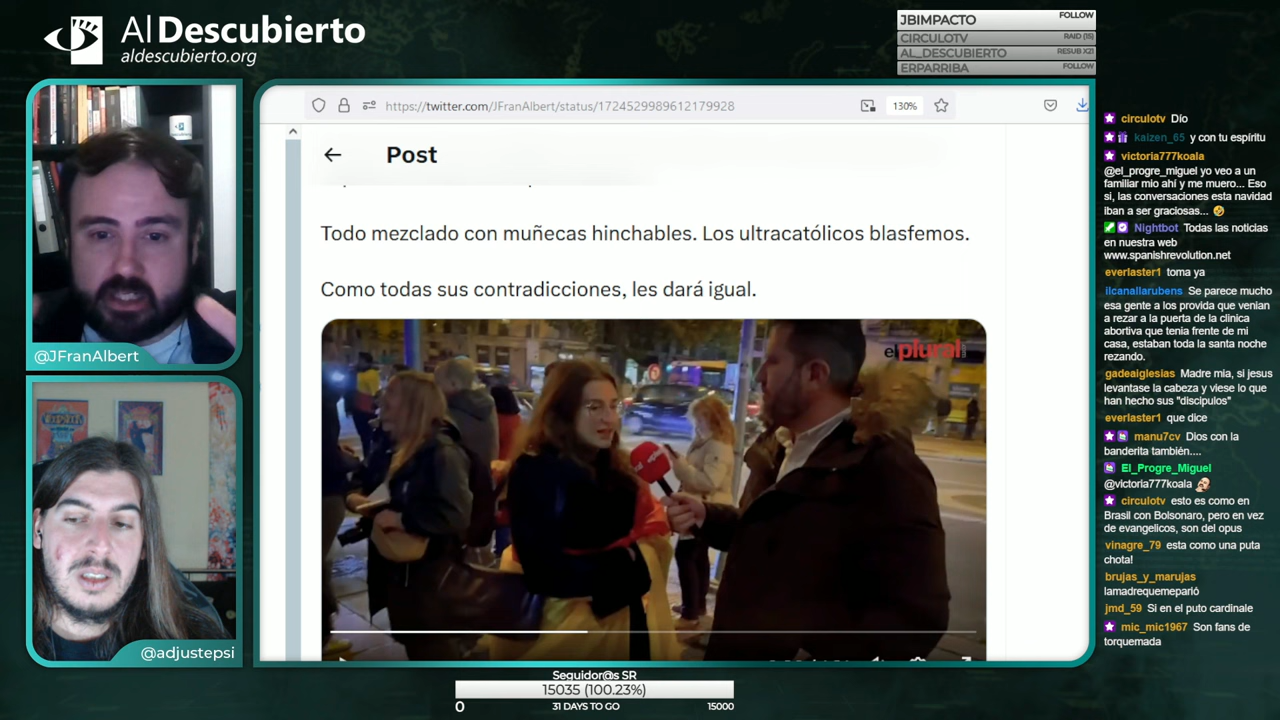 Al Descubierto
aldescubierto.org
JBIMPACTO FOLLOW
CIRCULOTV RAID (15)
AL_DESCUBIERTO RESUB X21
ERPARRIBA FOLLOW
https://twitter.com/JFranAlbert/status/1724529989612179928
130%
Post
Todo mezclado con muñecas hinchables. Los ultracatólicos blasfemos.
Como todas sus contradicciones, les dará igual.
elplural
@JFranAlbert
@adjustepsi
circulotv Dío
kaizen_65 y con tu espíritu
victoria777koala
@el_progre_miguel yo veo a un
familiar mio ahí y me muero... Eso
si, las conversaciones esta navidad
iban a ser graciosas...
Nightbot Todas las noticias
en nuestra web
www.spanishrevolution.net
everlaster1 toma ya
ilcanallarubens Se parece mucho
esa gente a los provida que venian
a rezar a la puerta de la clinica
abortiva que tenia frente de mi
casa, estaban toda la santa noche
rezando.
gadeaiglesias Madre mia, si jesus
levantase la cabeza y viese lo que
han hecho sus "discipulos"
everlaster1 que dice
manu7cv Dios con la
banderita también....
El_Progre_Miguel
@victoria777koala
circulotv esto es como en
Brasil con Bolsonaro, pero en vez
de evangelicos, son del opus
vinagre_79 esta como una puta
chota!
brujas_y_marujas
lamadrequemeparió
jmd_59 Si en el puto cardinale
mic_mic1967 Son fans de
torquemada
Seguidor@s SR
15035 (100.23%)
0 31 DAYS TO GO 15000